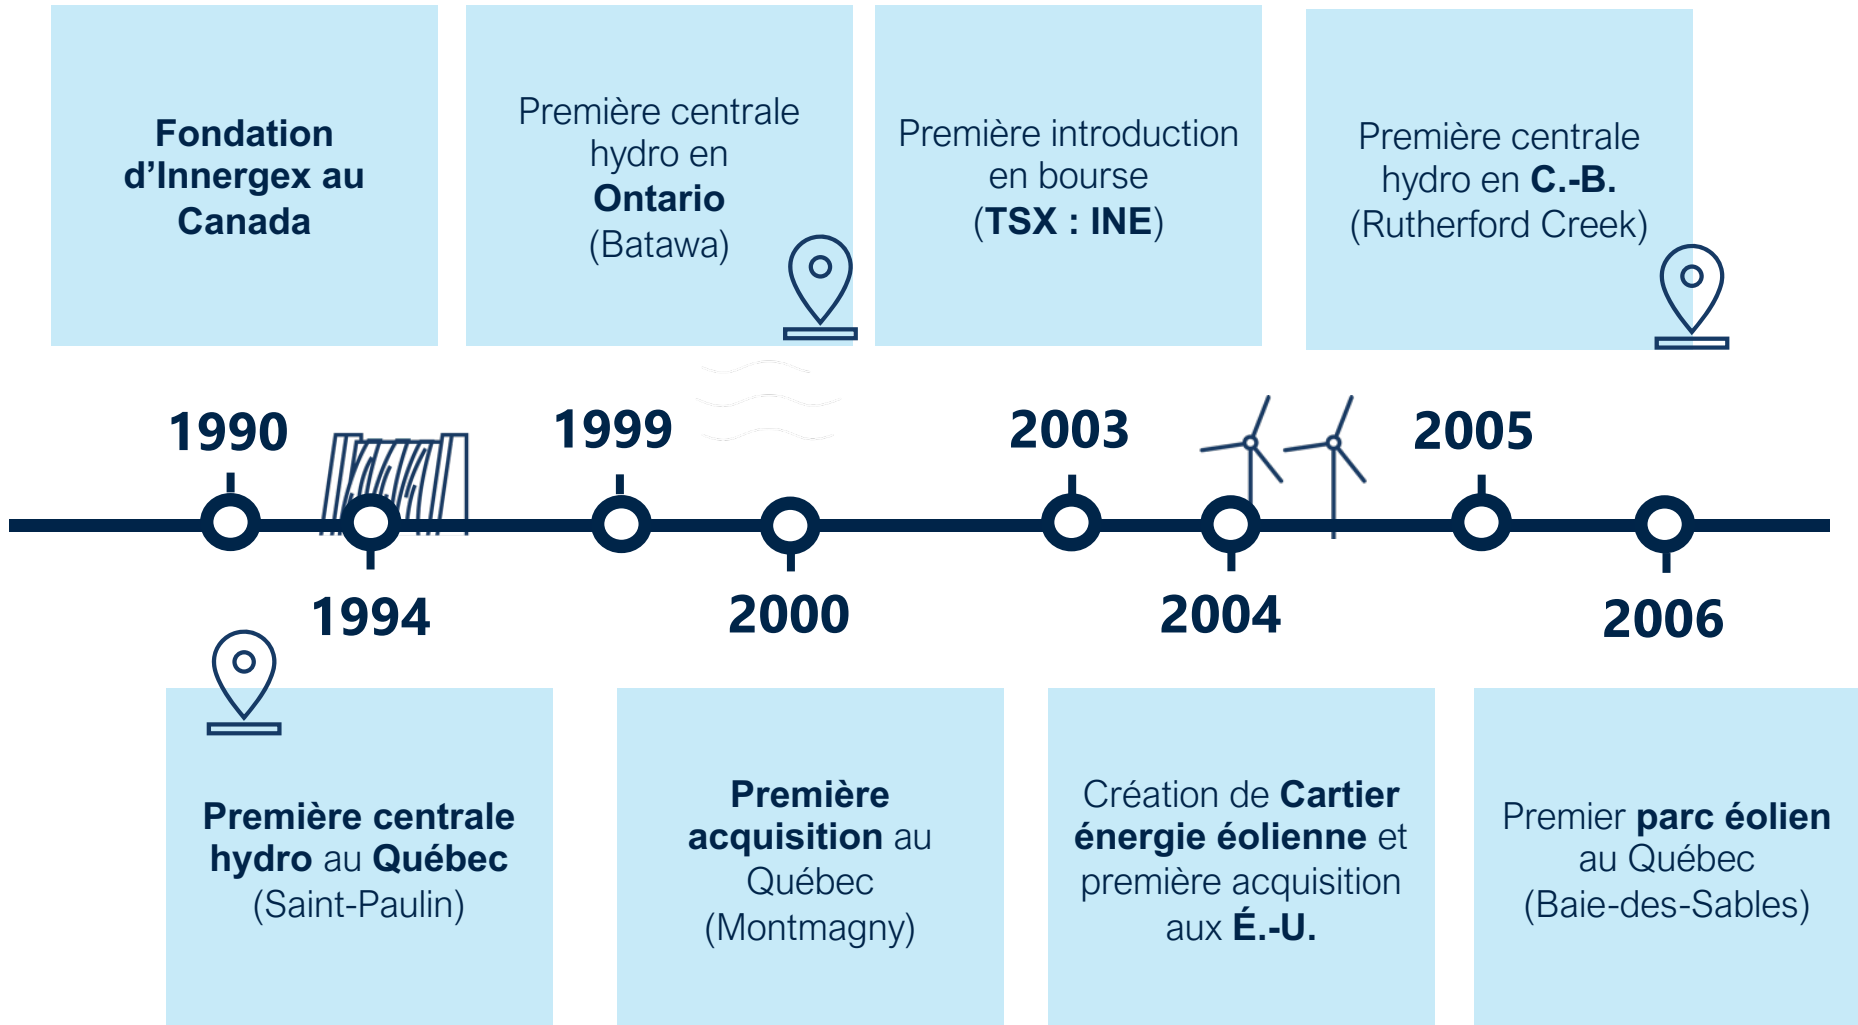 Fondation
d’Innergex au
Canada
Première centrale
hydro en
Ontario
(Batawa)
Première introduction
en bourse
(TSX : INE)
Première centrale
hydro en C.-B.
(Rutherford Creek)
1990
1999
2003
2005
1994
2000
2004
2006
Première centrale
hydro au Québec
(Saint-Paulin)
Première
acquisition au
Québec
(Montmagny)
Création de Cartier
énergie éolienne et
première acquisition
aux É.-U.
Premier parc éolien
au Québec
(Baie-des-Sables)